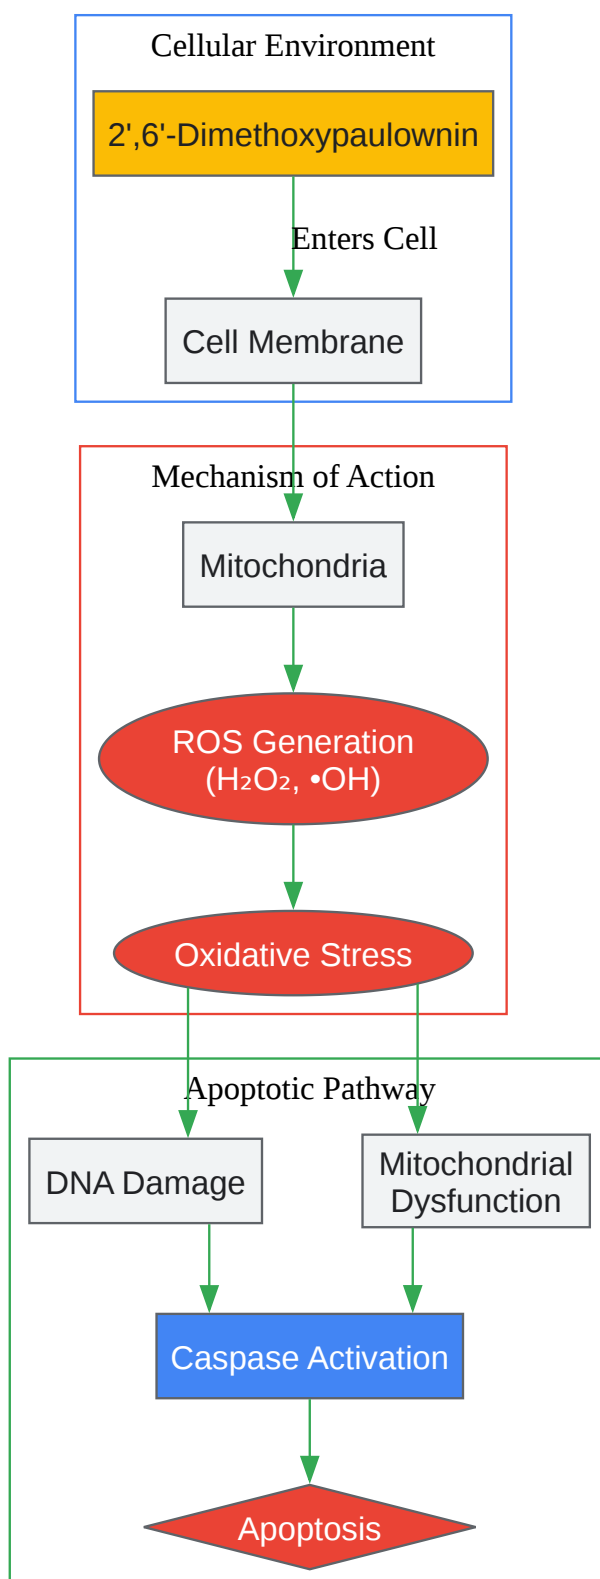 Cellular Environment
2',6'-Dimethoxypaulownin
Enters Cell
Cell Membrane
Mechanism of Action
Mitochondria
ROS Generation
(H₂O₂, •OH)
Oxidative Stress
Apoptotic Pathway
DNA Damage
Mitochondrial
Dysfunction
Caspase Activation
Apoptosis